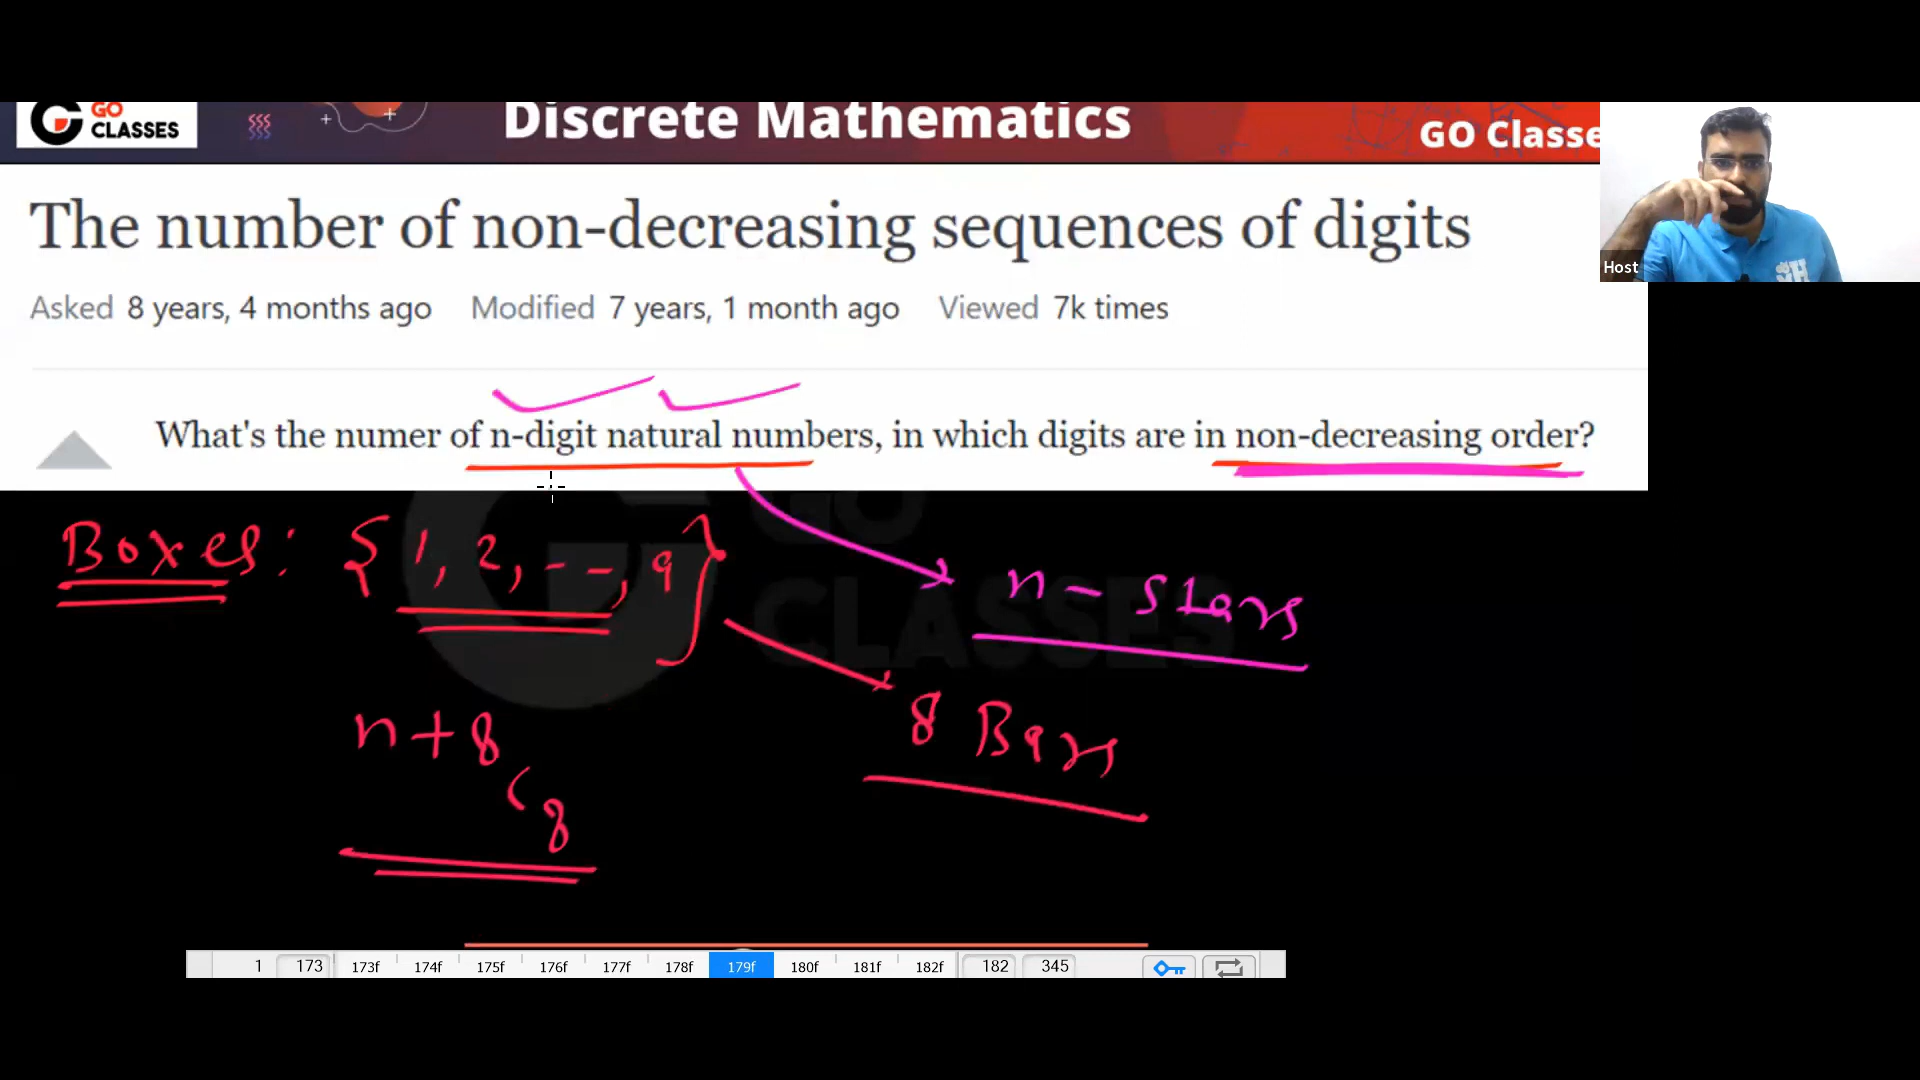 GO
CLASSES
Discrete Mathematics
GO Classe
The number of non-decreasing sequences of digits
Host
Asked 8 years, 4 months ago Modified 7 years, 1 month ago Viewed 7k times
What's the numer of n-digit natural numbers, in which digits are in non-decreasing order?
GO
CLASSES
Boxes: {1, 2, --, 9}
n - stars
n+8
C 8
8 Bars
1 173 173f 174f 175f 176f 177f 178f 179f 180f 181f 182f 182 345